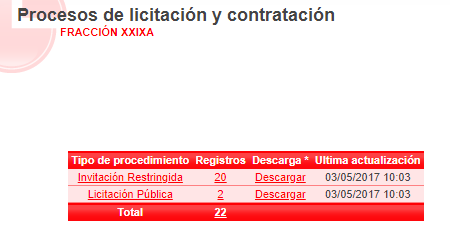 Procesos de licitación y contratación
FRACCIÓN XXIXA
Tipo de procedimiento Registros Descarga * Ultima actualización
Invitación Restringida 20 Descargar 03/05/2017 10:03
Licitación Pública 2 Descargar 03/05/2017 10:03
Total 22